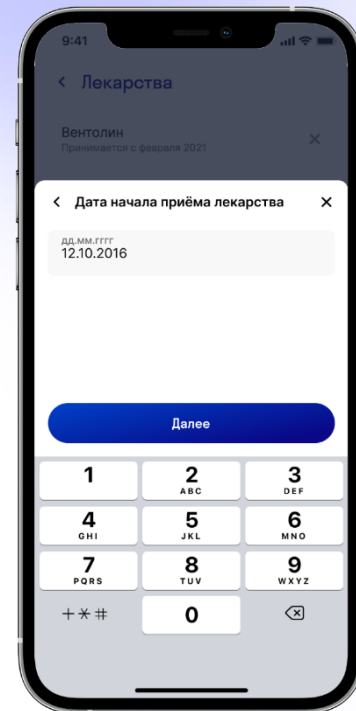 9:41
Лекарства
Вентолин
Принимается с февраля 2021
Дата начала приёма лекарства
дд.мм.гггг
12.10.2016
Далее
1 2 3
ABC DEF
4 5 6
GHI JKL MNO
7 8 9
PQRS TUV WXYZ
+*# 0